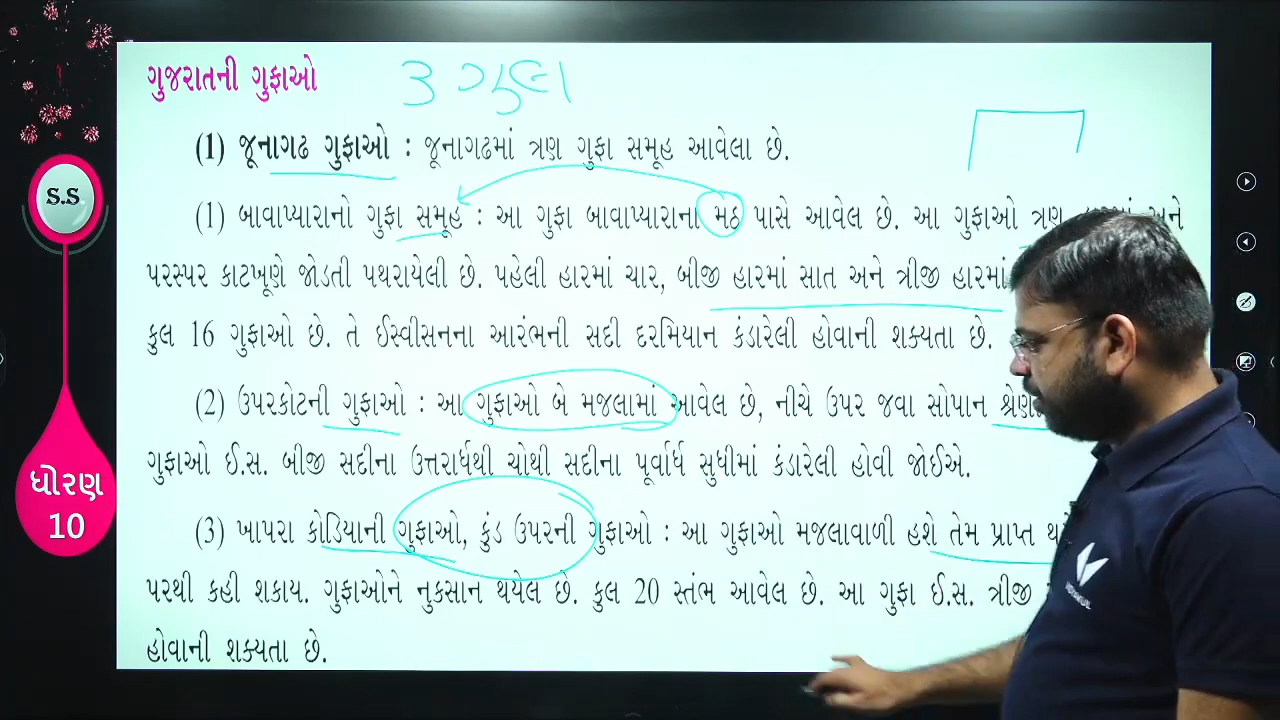 ગુજરાતની ગુફાઓ
3 ગુફા
(1) જૂનાગઢ ગુફાઓ : જૂનાગઢમાં ત્રણ ગુફા સમૂહ આવેલા છે.
S.S
(1) બાવાપ્યારાનો ગુફા સમૂહ : આ ગુફા બાવાપ્યારાના મઠ પાસે આવેલ છે. આ ગુફાઓ ત્રણ અને
પરસ્પર કાટખૂણે જોડતી પથરાયેલી છે. પહેલી હારમાં ચાર, બીજી હારમાં સાત અને ત્રીજી હારમાં
કુલ 16 ગુફાઓ છે. તે ઈસ્વીસનના આરંભની સદી દરમિયાન કંડારેલી હોવાની શક્યતા છે.
(2) ઉપરકોટની ગુફાઓ : આ ગુફાઓ બે મજલામાં આવેલ છે, નીચે ઉપર જવા સોપાન
ગુફાઓ ઈ.સ. બીજી સદીના ઉત્તરાર્ધથી ચોથી સદીના પૂર્વાર્ધ સુધીમાં કંડારેલી હોવી જોઈએ.
ધોરણ
10
(3) ખાપરા કોડિયાની ગુફાઓ, કુંડ ઉપરની ગુફાઓ : આ ગુફાઓ મજલાવાળી હશે તેમ પ્રાપ્ત
પરથી કહી શકાય. ગુફાઓને નુકસાન થયેલ છે. કુલ 20 સ્તંભ આવેલ છે. આ ગુફા ઈ.સ. ત્રીજી
હોવાની શક્યતા છે.